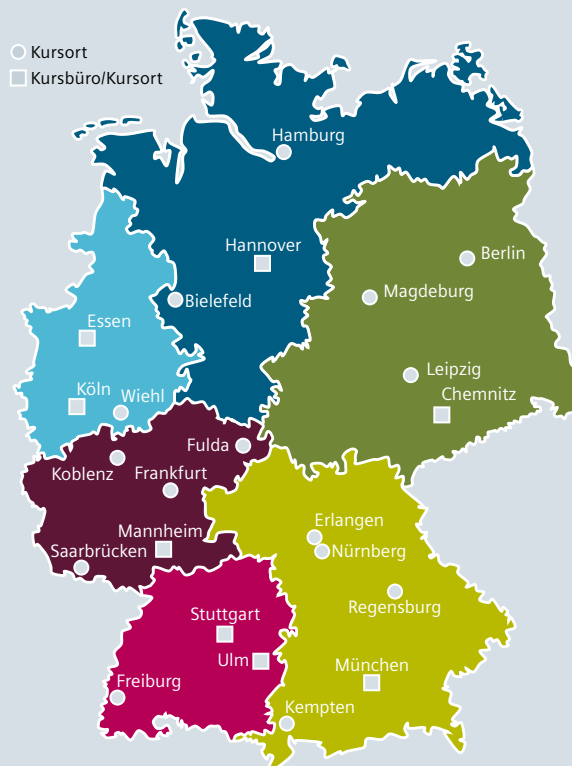 Kursort
Kursbüro/Kursort
Hamburg
Hannover
Berlin
Magdeburg
Bielefeld
Essen
Leipzig
Köln
Wiehl
Chemnitz
Fulda
Koblenz
Frankfurt
Erlangen
Mannheim
Saarbrücken
Nürnberg
Regensburg
Stuttgart
Ulm
München
Freiburg
Kempten